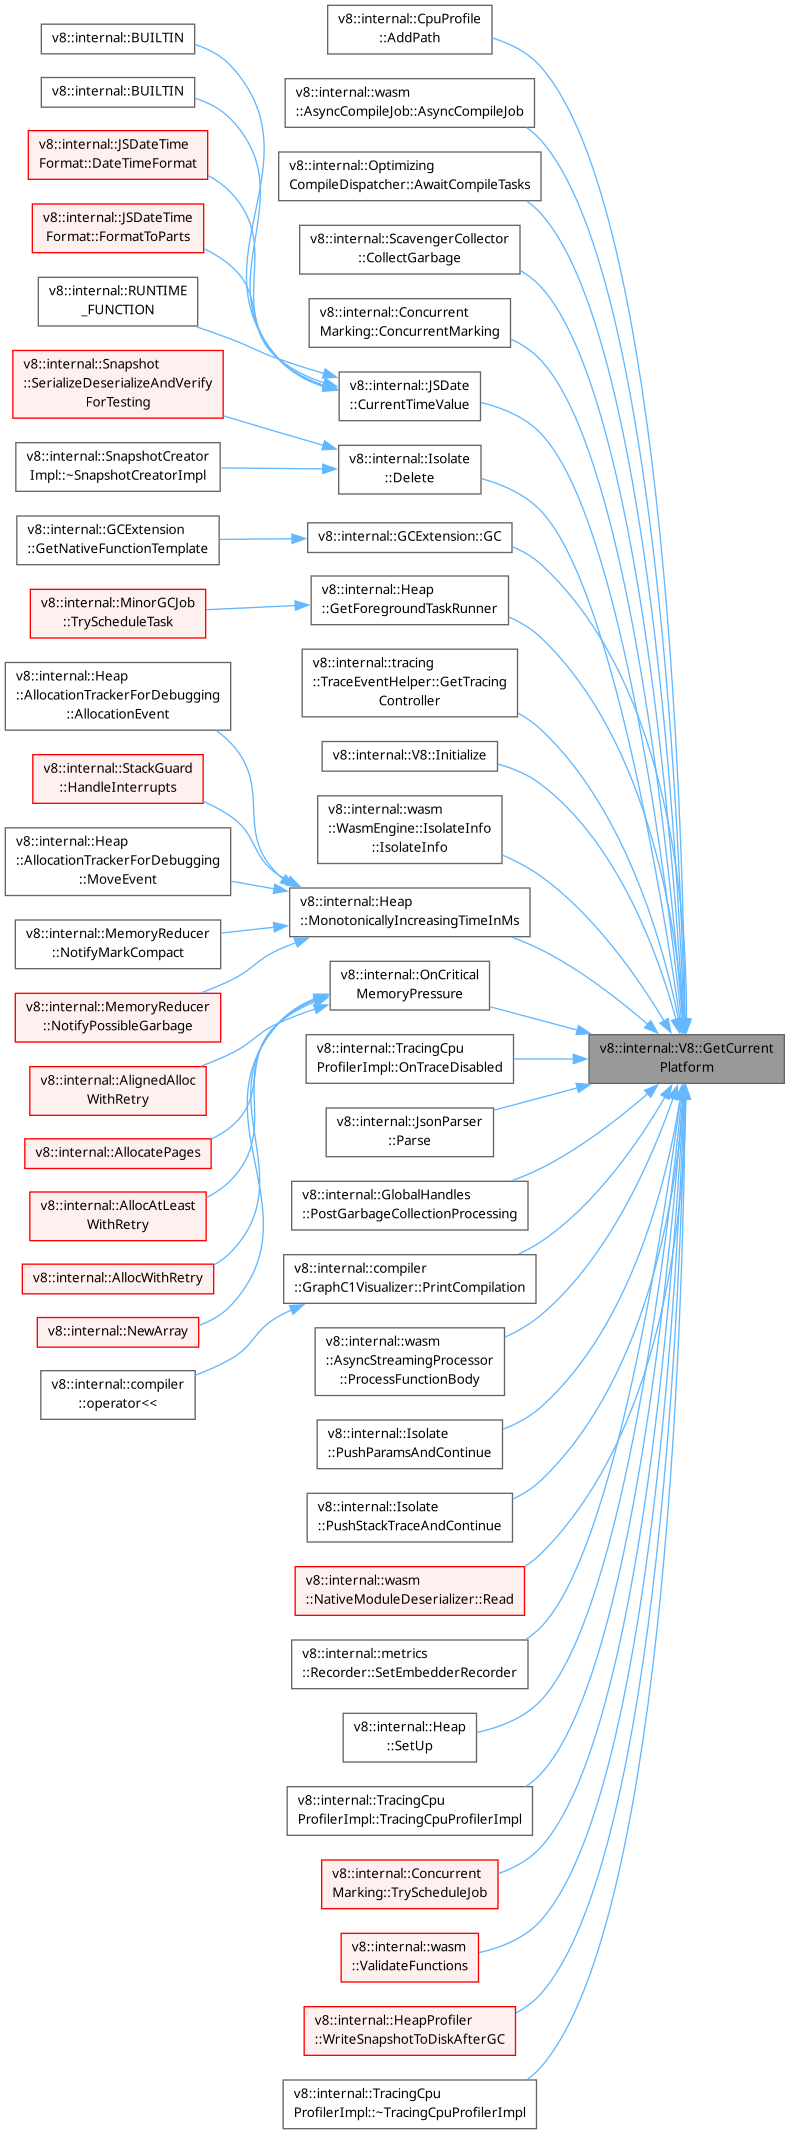 v8::internal::BUILTIN
v8::internal::BUILTIN
v8::internal::JSDateTime
Format::DateTimeFormat
v8::internal::JSDateTime
Format::FormatToParts
v8::internal::RUNTIME
_FUNCTION
v8::internal::Snapshot
::SerializeDeserializeAndVerify
ForTesting
v8::internal::SnapshotCreator
Impl::~SnapshotCreatorImpl
v8::internal::GCExtension
::GetNativeFunctionTemplate
v8::internal::MinorGCJob
::TryScheduleTask
v8::internal::Heap
::AllocationTrackerForDebugging
::AllocationEvent
v8::internal::StackGuard
::HandleInterrupts
v8::internal::Heap
::AllocationTrackerForDebugging
::MoveEvent
v8::internal::MemoryReducer
::NotifyMarkCompact
v8::internal::MemoryReducer
::NotifyPossibleGarbage
v8::internal::AlignedAlloc
WithRetry
v8::internal::AllocatePages
v8::internal::AllocAtLeast
WithRetry
v8::internal::AllocWithRetry
v8::internal::NewArray
v8::internal::compiler
::operator<<
v8::internal::CpuProfile
::AddPath
v8::internal::wasm
::AsyncCompileJob::AsyncCompileJob
v8::internal::Optimizing
CompileDispatcher::AwaitCompileTasks
v8::internal::ScavengerCollector
::CollectGarbage
v8::internal::Concurrent
Marking::ConcurrentMarking
v8::internal::JSDate
::CurrentTimeValue
v8::internal::Isolate
::Delete
v8::internal::GCExtension::GC
v8::internal::Heap
::GetForegroundTaskRunner
v8::internal::tracing
::TraceEventHelper::GetTracing
Controller
v8::internal::V8::Initialize
v8::internal::wasm
::WasmEngine::IsolateInfo
::IsolateInfo
v8::internal::Heap
::MonotonicallyIncreasingTimeInMs
v8::internal::OnCritical
MemoryPressure
v8::internal::TracingCpu
ProfilerImpl::OnTraceDisabled
v8::internal::JsonParser
::Parse
v8::internal::GlobalHandles
::PostGarbageCollectionProcessing
v8::internal::compiler
::GraphC1Visualizer::PrintCompilation
v8::internal::wasm
::AsyncStreamingProcessor
::ProcessFunctionBody
v8::internal::Isolate
::PushParamsAndContinue
v8::internal::Isolate
::PushStackTraceAndContinue
v8::internal::wasm
::NativeModuleDeserializer::Read
v8::internal::metrics
::Recorder::SetEmbedderRecorder
v8::internal::Heap
::SetUp
v8::internal::TracingCpu
ProfilerImpl::TracingCpuProfilerImpl
v8::internal::Concurrent
Marking::TryScheduleJob
v8::internal::wasm
::ValidateFunctions
v8::internal::HeapProfiler
::WriteSnapshotToDiskAfterGC
v8::internal::TracingCpu
ProfilerImpl::~TracingCpuProfilerImpl
v8::internal::V8::GetCurrent
Platform